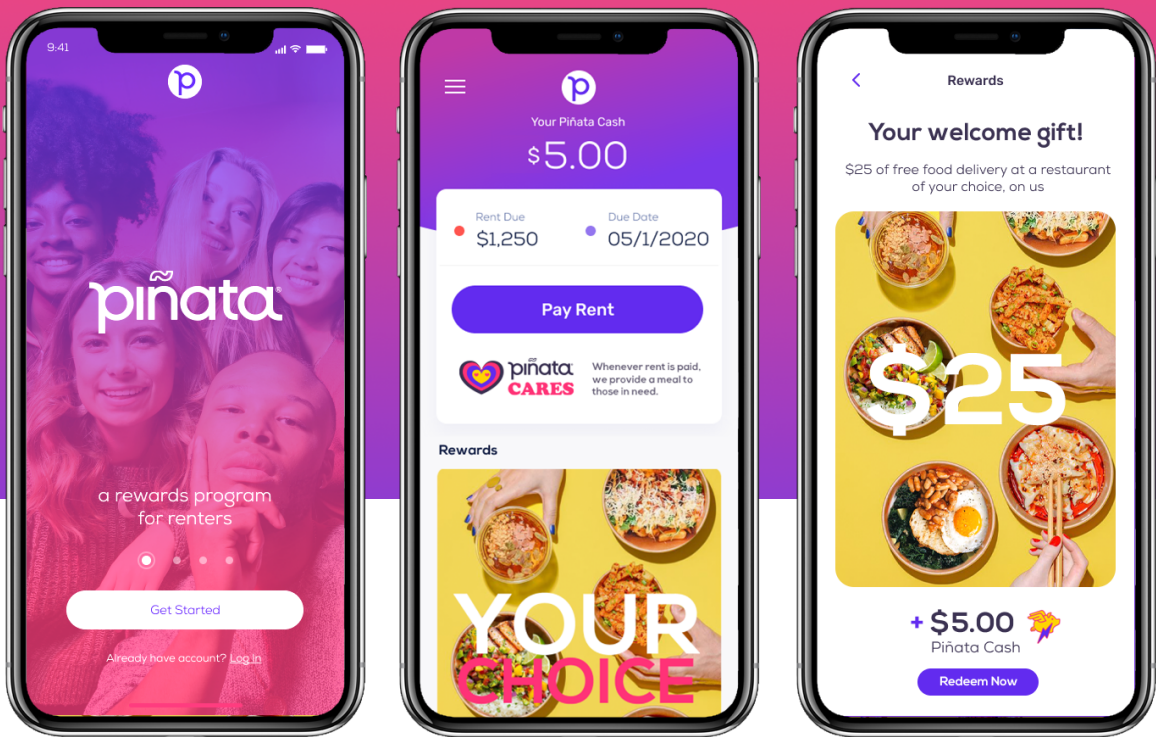 9:41
p
piñata®
a rewards program
for renters
Get Started
Already have account? Log In
p
Your Piñata Cash
$5.00
Rent Due
$1,250
Due Date
05/1/2020
Pay Rent
piñata
CARES
Whenever rent is paid,
we provide a meal to
those in need.
Rewards
YOUR
CHOICE
Rewards
Your welcome gift!
$25 of free food delivery at a restaurant
of your choice, on us
$25
+ $5.00
Piñata Cash
Redeem Now